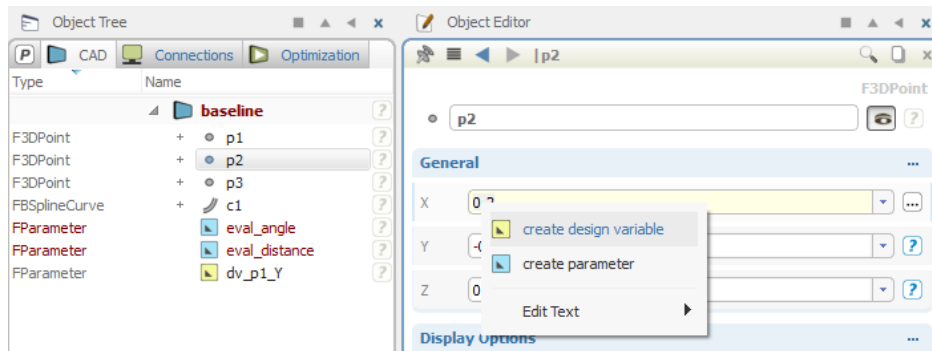 Object Tree
Object Editor
P CAD Connections Optimization
|p2
Type Name
F3DPoint
baseline ?
p2 ?
F3DPoint + p1 ?
F3DPoint + p2 ?
General ...
F3DPoint + p3 ?
FBSplineCurve + c1 ?
X ...
FParameter eval_angle ?
create design variable
FParameter eval_distance ?
Y ?
FParameter dv_p1_Y ?
create parameter
Z 0 ?
Edit Text
Display Options ...